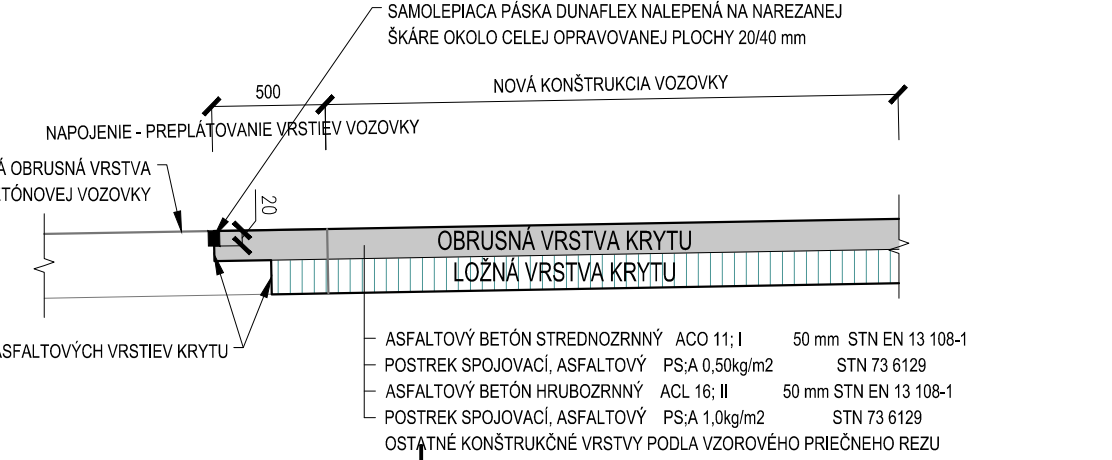 SAMOLEPIACA PÁSKA DUNAFLEX NALEPENÁ NA NAREZANEJ
ŠKÁRE OKOLO CELEJ OPRAVOVANEJ PLOCHY 20/40 mm
500
NOVÁ KONŠTRUKCIA VOZOVKY
NAPOJENIE - PREPLÁTOVANIE VRSTIEV VOZOVKY
OBRUSNÁ VRSTVA
VOZOVKY
20
OBRUSNÁ VRSTVA KRYTU
LOŽNÁ VRSTVA KRYTU
ASFALTOVÝCH VRSTIEV KRYTU
ASFALTOVÝ BETÓN STREDNOZRNNÝ ACO 11; I 50 mm STN EN 13 108-1
POSTREK SPOJOVACÍ, ASFALTOVÝ PS;A 0,50kg/m2 STN 73 6129
ASFALTOVÝ BETÓN HRUBOZRNNÝ ACL 16; II 50 mm STN EN 13 108-1
POSTREK SPOJOVACÍ, ASFALTOVÝ PS;A 1,0kg/m2 STN 73 6129
OSTATNÉ KONŠTRUKČNÉ VRSTVY PODLA VZOROVÉHO PRIEČNEHO REZU